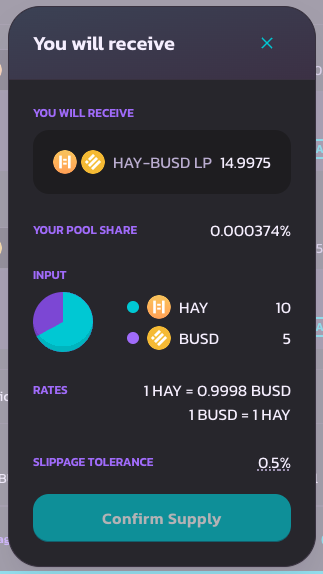 You will receive
YOU WILL RECEIVE
HAY-BUSD LP 14.9975
YOUR POOL SHARE 0.000374%
INPUT
HAY 10
BUSD 5
RATES 1 HAY = 0.9998 BUSD
1 BUSD = 1 HAY
SLIPPAGE TOLERANCE 0.5%
Confirm Supply